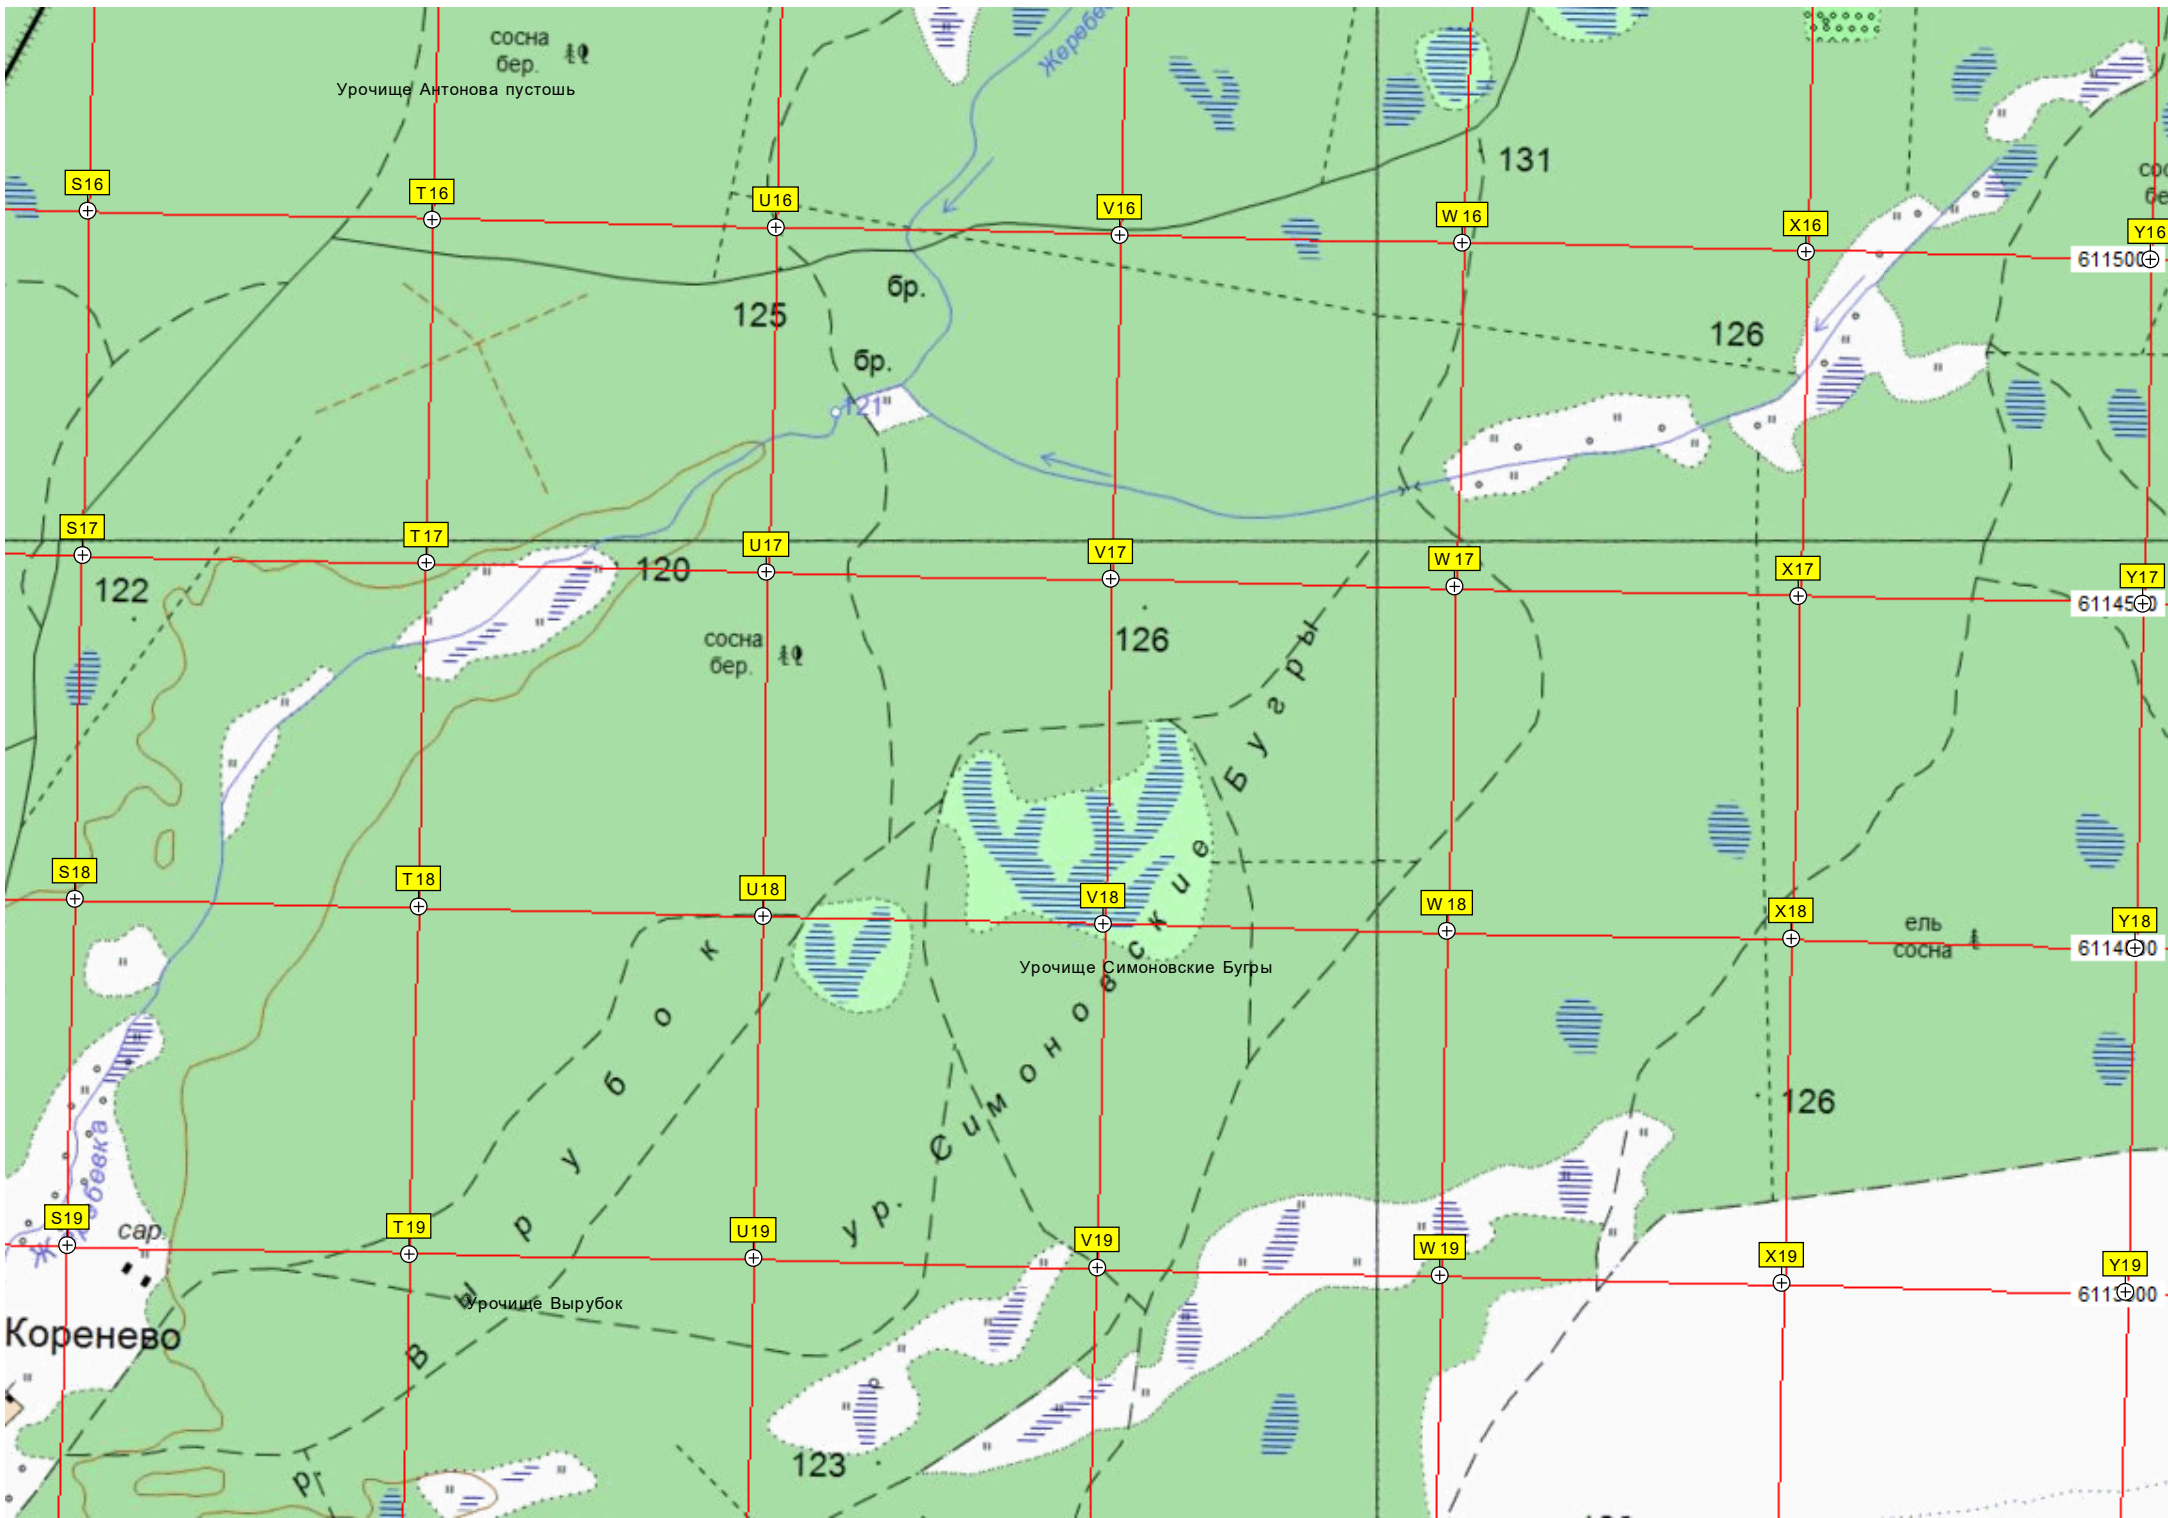 сосна
бер.
Жеребе
Урочище Антонова пустошь
131
S16
T16
U16
V16
W16
X16
Y16
611500
125
бр.
126
бр.
121
S17
T17
U17
V17
W17
X17
Y17
122
120
сосна
бер.
126
S18
T18
U18
V18
W18
X18
Y18
ель
сосна
Урочище Симоновские Бугры
ур. Симоновские Бугры
126
S19
T19
U19
V19
W19
X19
Y19
сар.
Вырубок
Урочище Вырубок
Коренево
123